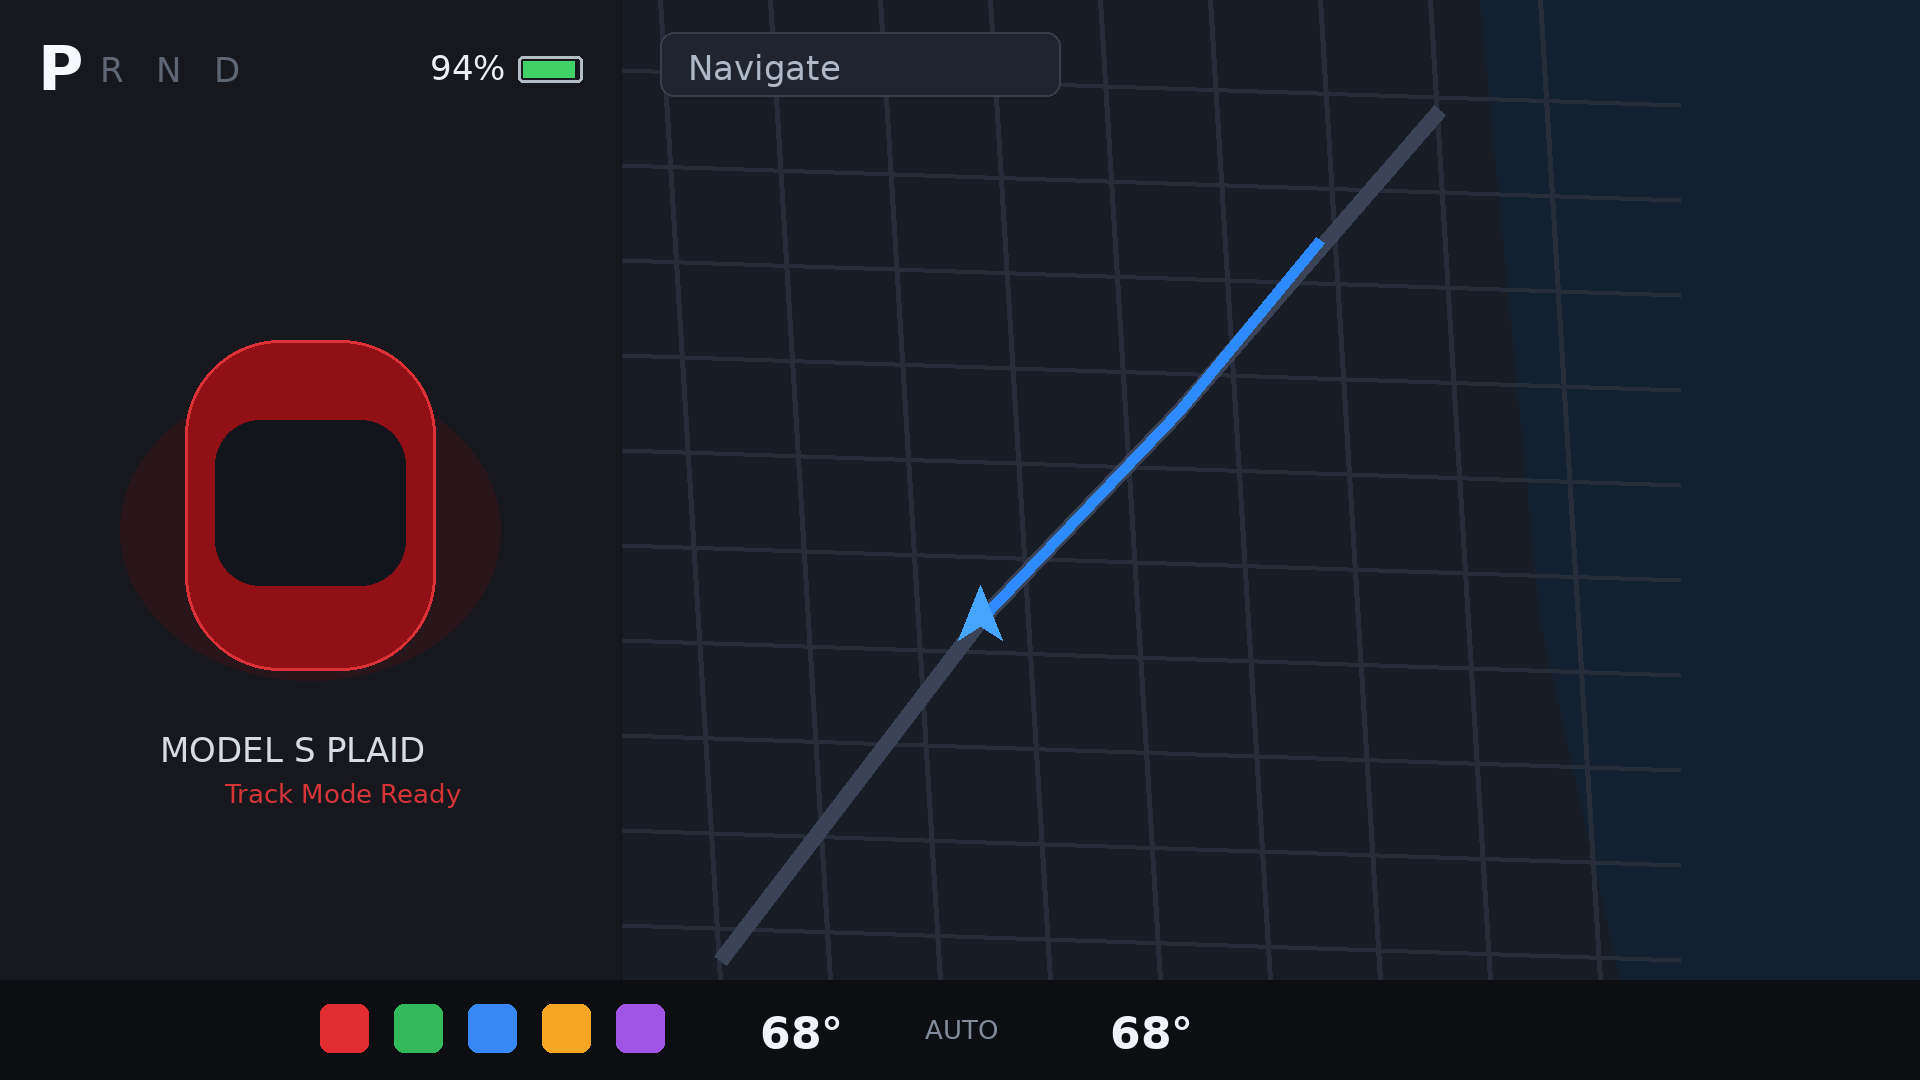 P R N D
94%
Navigate
MODEL S PLAID
Track Mode Ready
68° AUTO 68°